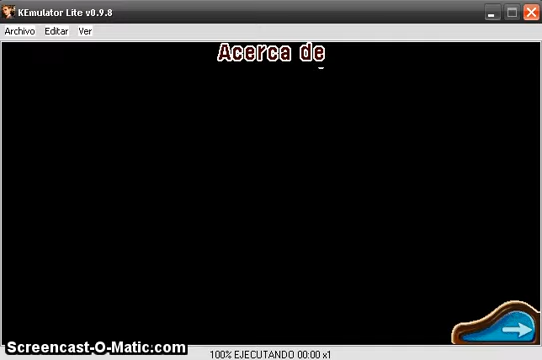 KEmulator Lite v0.9.8
Archivo Editar Ver
Acerca de
Screencast-O-Matic.com
100% EJECUTANDO 00:00 x1